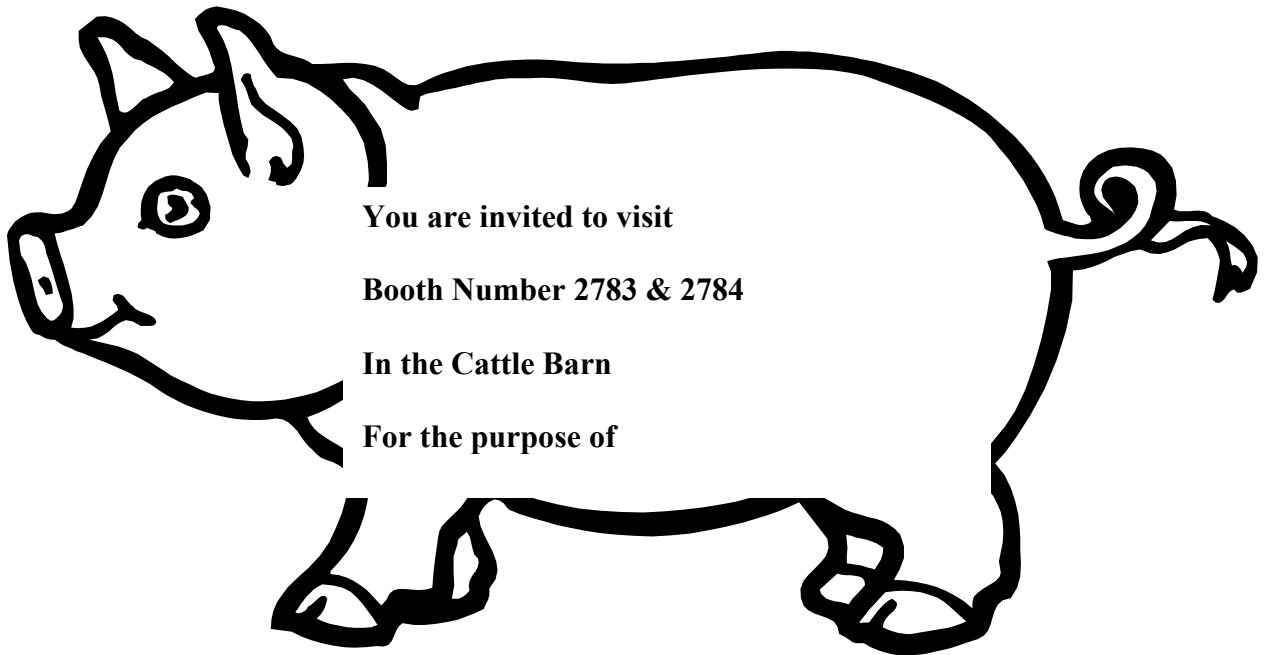 You are invited to visit
Booth Number 2783 & 2784
In the Cattle Barn
For the purpose of